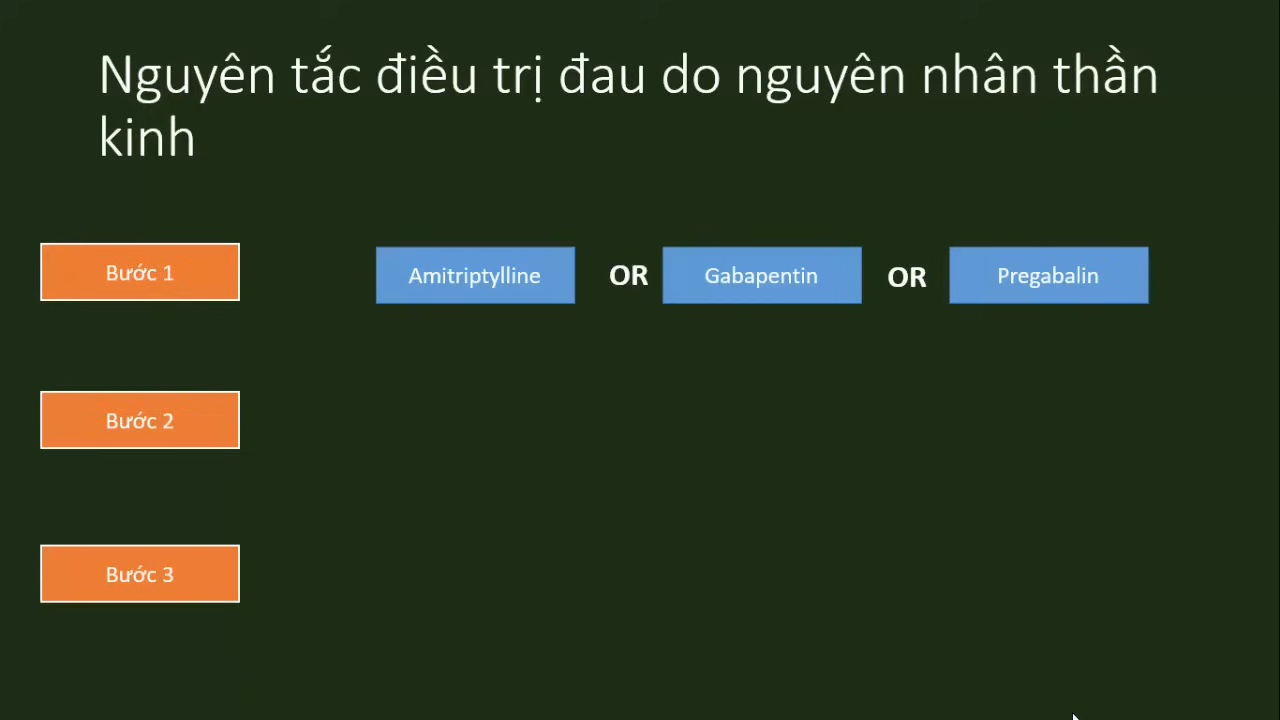 Nguyên tắc điều trị đau do nguyên nhân thần
kinh
Bước 1
Amitriptylline OR Gabapentin OR Pregabalin
Bước 2
Bước 3